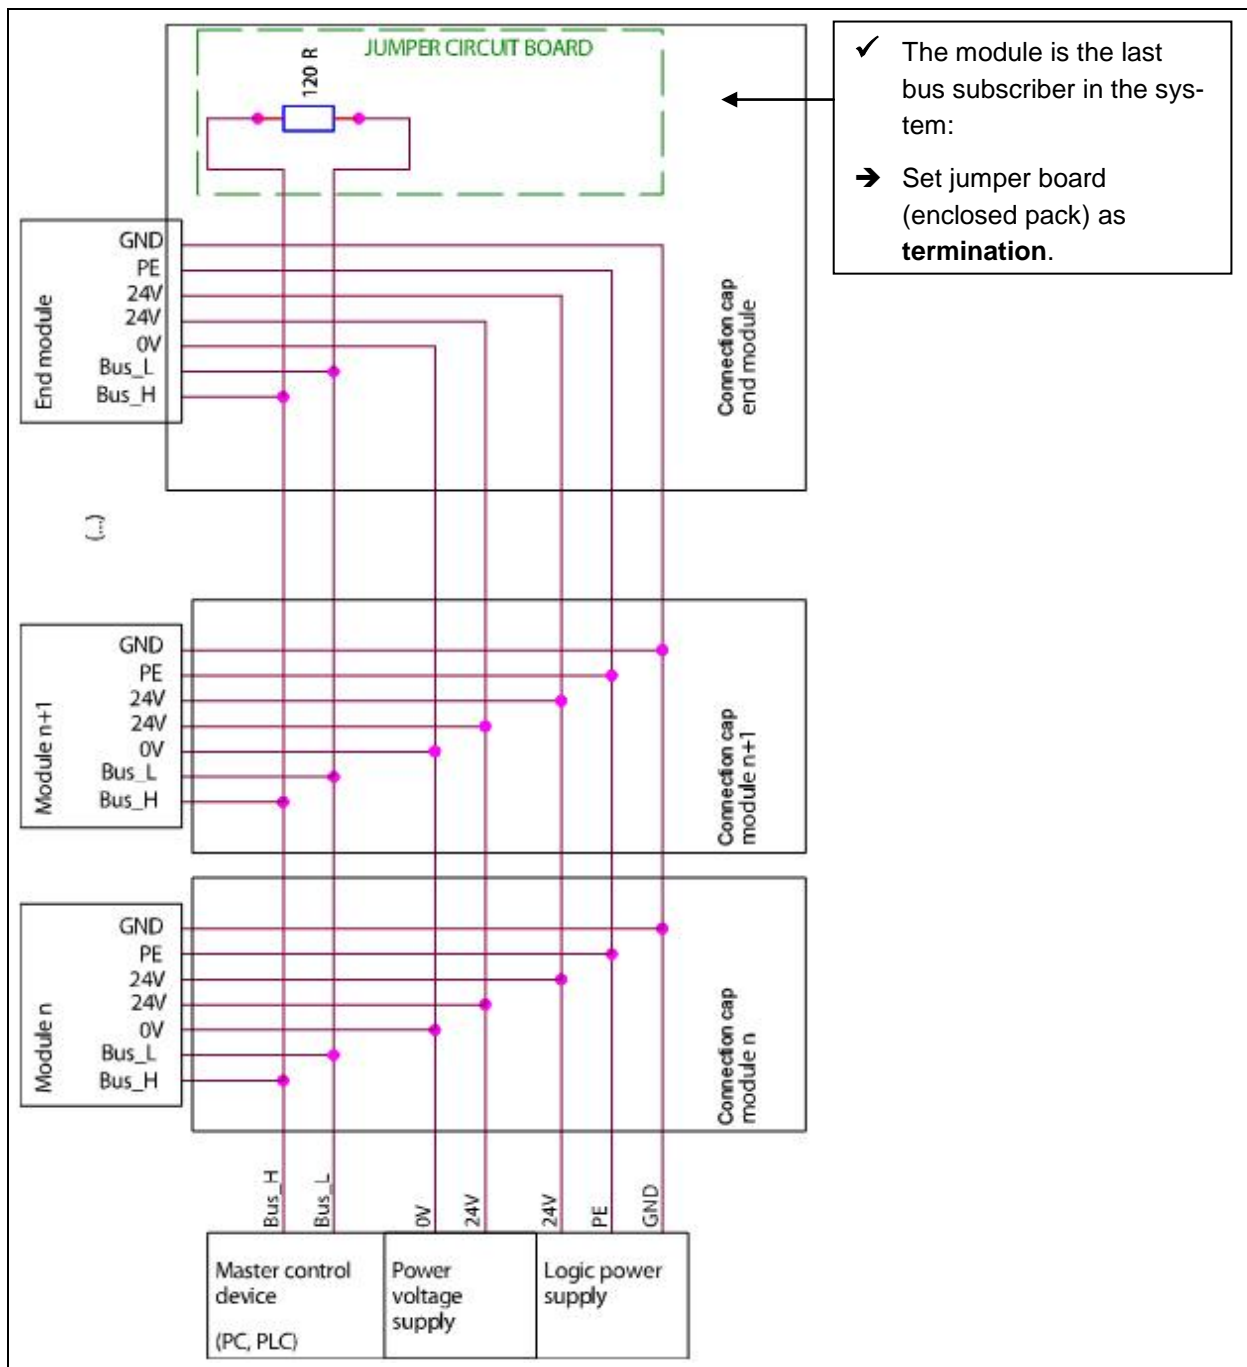 JUMPER CIRCUIT BOARD
120 R
✓ The module is the last
bus subscriber in the sys-
tem:
➔ Set jumper board
(enclosed pack) as
termination.
End module
GND
PE
24V
24V
0V
Bus_L
Bus_H
Connection cap
end module
(...)
Module n+1
GND
PE
24V
24V
0V
Bus_L
Bus_H
Connection cap
module n+1
Module n
GND
PE
24V
24V
0V
Bus_L
Bus_H
Connection cap
module n
Bus_H
Bus_L
0V
24V
24V
PE
GND
Master control
device
(PC, PLC)
Power
voltage
supply
Logic power
supply